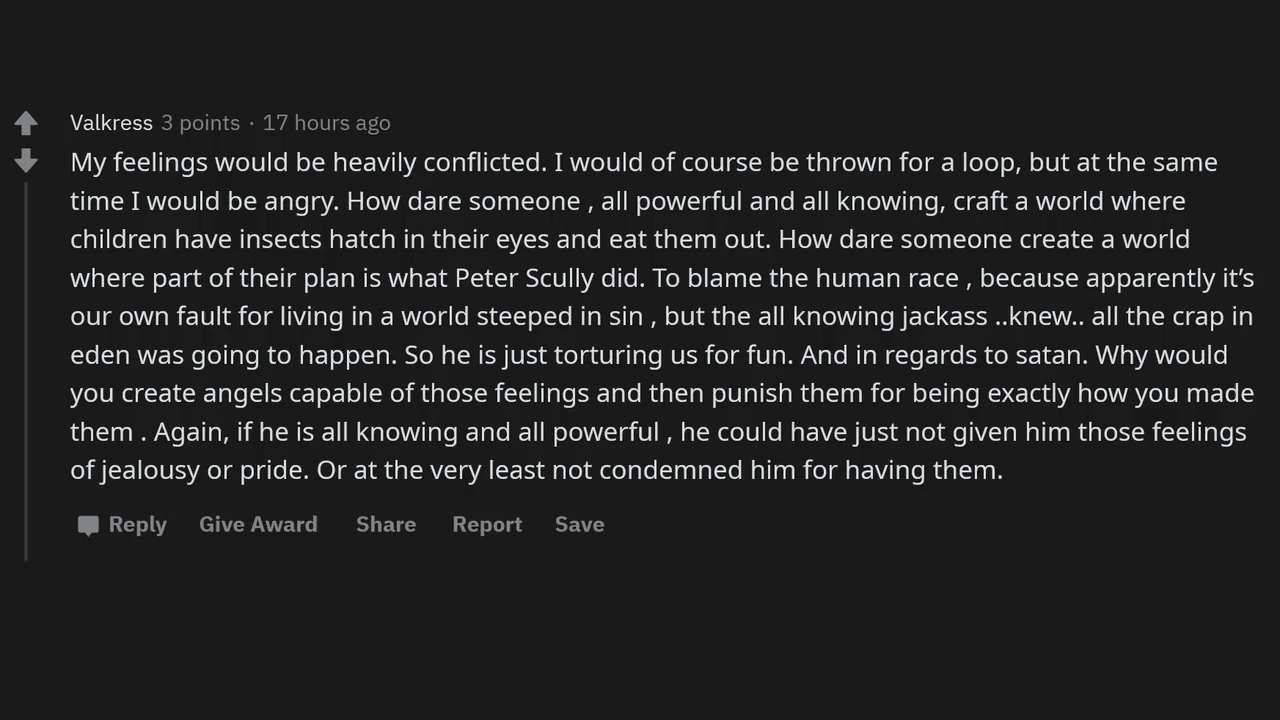 Valkress 3 points · 17 hours ago
My feelings would be heavily conflicted. I would of course be thrown for a loop, but at the same
time I would be angry. How dare someone , all powerful and all knowing, craft a world where
children have insects hatch in their eyes and eat them out. How dare someone create a world
where part of their plan is what Peter Scully did. To blame the human race , because apparently it’s
our own fault for living in a world steeped in sin , but the all knowing jackass ..knew.. all the crap in
eden was going to happen. So he is just torturing us for fun. And in regards to satan. Why would
you create angels capable of those feelings and then punish them for being exactly how you made
them . Again, if he is all knowing and all powerful , he could have just not given him those feelings
of jealousy or pride. Or at the very least not condemned him for having them.
Reply Give Award Share Report Save